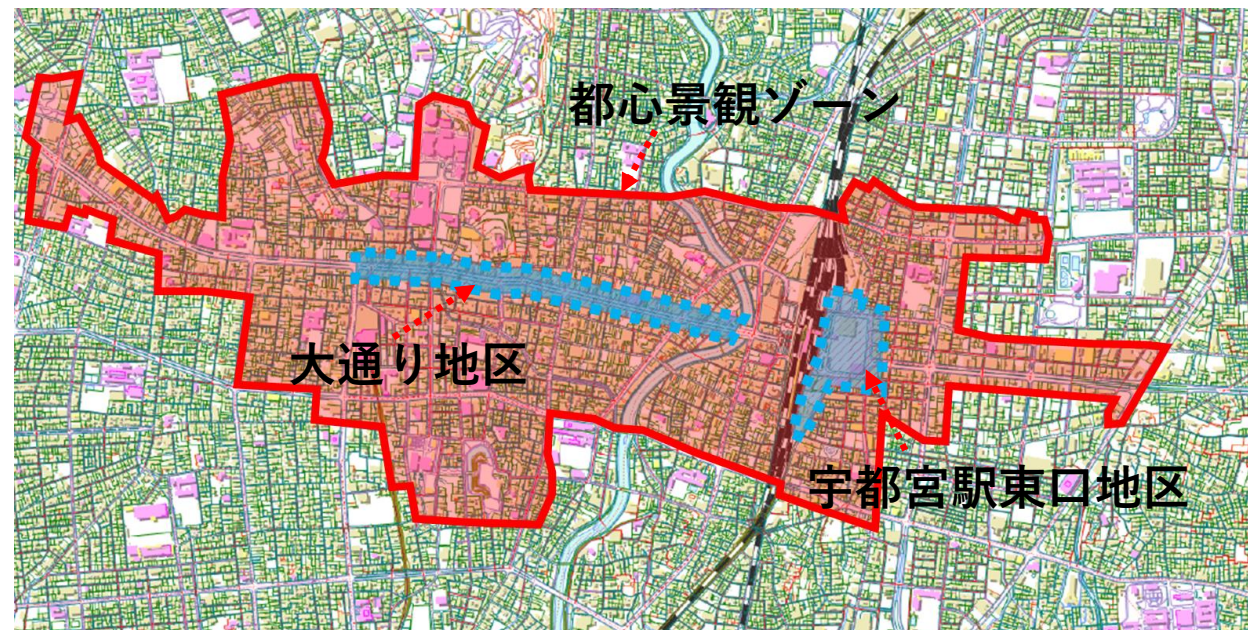 都心景観ゾーン
大通り地区
宇都宮駅東口地区